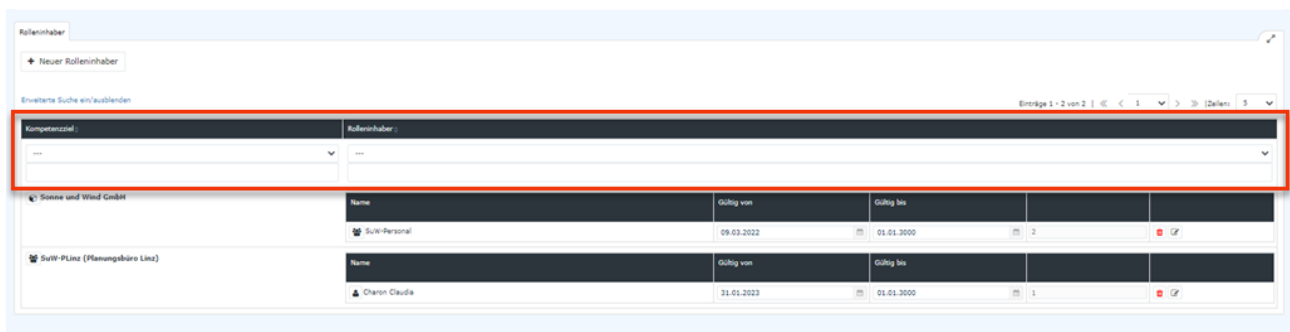 Rolleninhaber
+ Neuer Rolleninhaber
Erweiterte Suche ein/ausblenden
Einträge 1 - 2 von 2 | « < 1 > » |Zeilen: 5
Kompetenzziel Rolleninhaber
--- ---
Sonne und Wind GmbH
Name Gültig von Gültig bis
SuW-Personal 09.03.2022 01.01.3000 2
SuW-PLinz (Planungsbüro Linz)
Name Gültig von Gültig bis
Charon Claudia 31.01.2023 01.01.3000 1